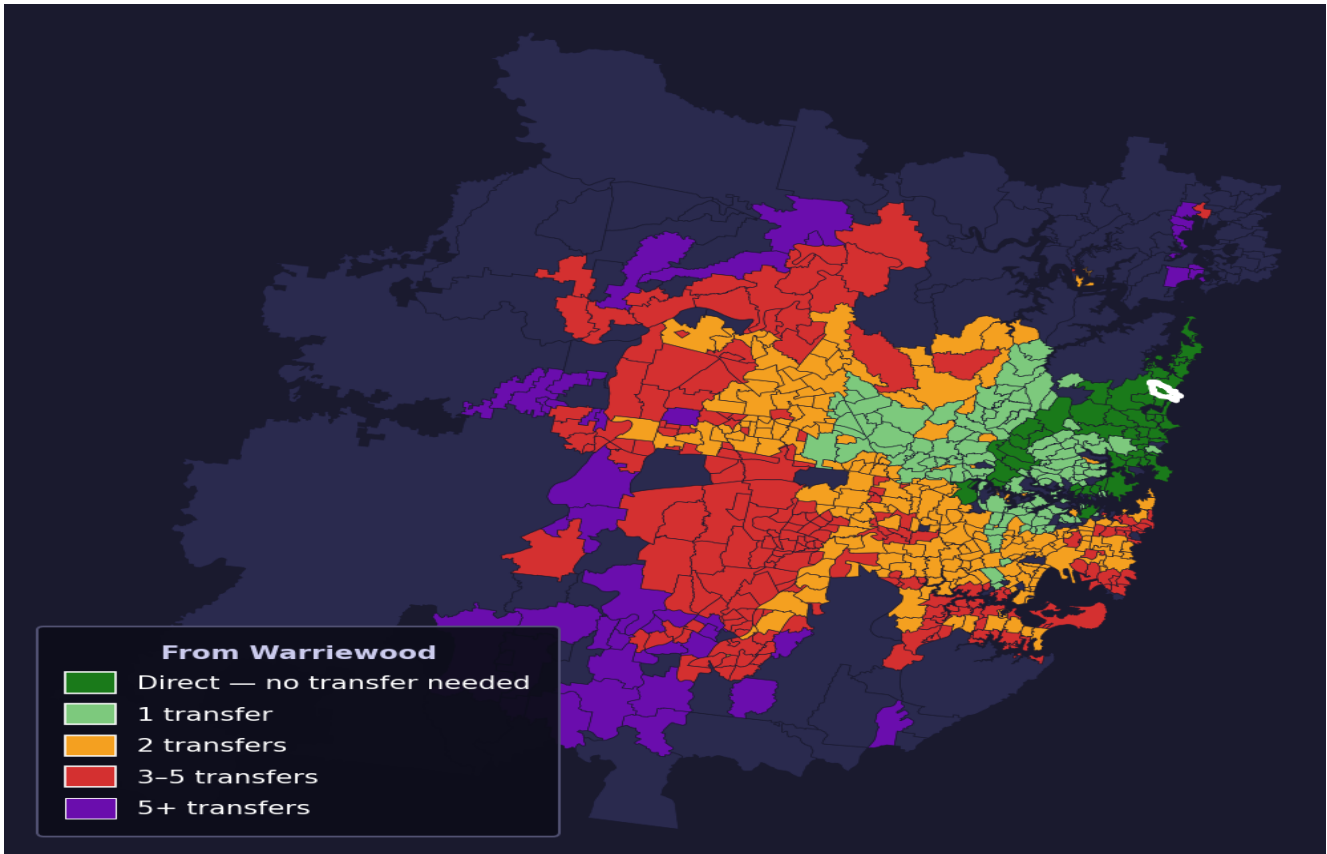 From Warriewood
Direct — no transfer needed
1 transfer
2 transfers
3–5 transfers
5+ transfers